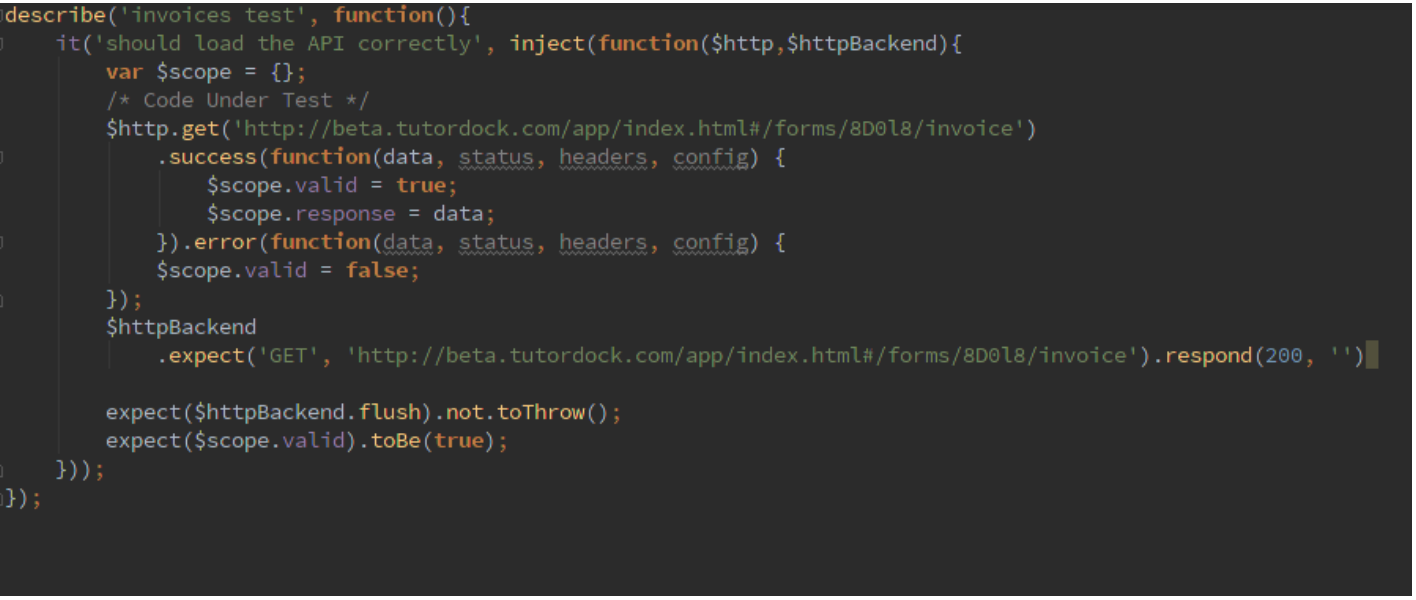 describe('invoices test', function(){
it('should load the API correctly', inject(function($http,$httpBackend){
var $scope = {};
/* Code Under Test */
$http.get('http://beta.tutordock.com/app/index.html#/forms/8D0l8/invoice')
.success(function(data, status, headers, config) {
$scope.valid = true;
$scope.response = data;
}).error(function(data, status, headers, config) {
$scope.valid = false;
});
$httpBackend
.expect('GET', 'http://beta.tutordock.com/app/index.html#/forms/8D0l8/invoice').respond(200, '')
expect($httpBackend.flush).not.toThrow();
expect($scope.valid).toBe(true);
}));
});